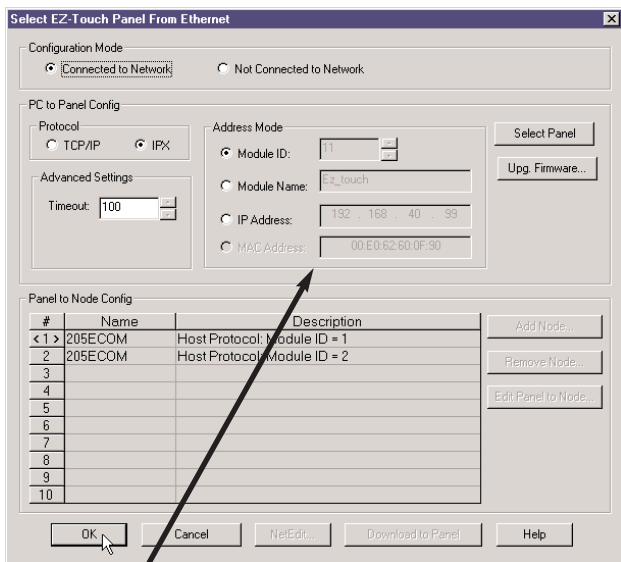 Select EZ-Touch Panel From Ethernet
Configuration Mode
Connected to Network
Not Connected to Network
PC to Panel Config
Protocol
TCP/IP
IPX
Advanced Settings
Timeout: 100
Address Mode
Module ID: 11
Module Name: Ez_touch
IP Address: 192 . 168 . 40 . 99
MAC Address: 00:E0:62:60:0F:90
Select Panel
Upg. Firmware...
Panel to Node Config
# Name Description
<1> 205ECOM Host Protocol: Module ID = 1
2 205ECOM Host Protocol: Module ID = 2
3
4
5
6
7
8
9
10
Add Node...
Remove Node...
Edit Panel to Node...
OK
Cancel
NetEdit...
Download to Panel
Help